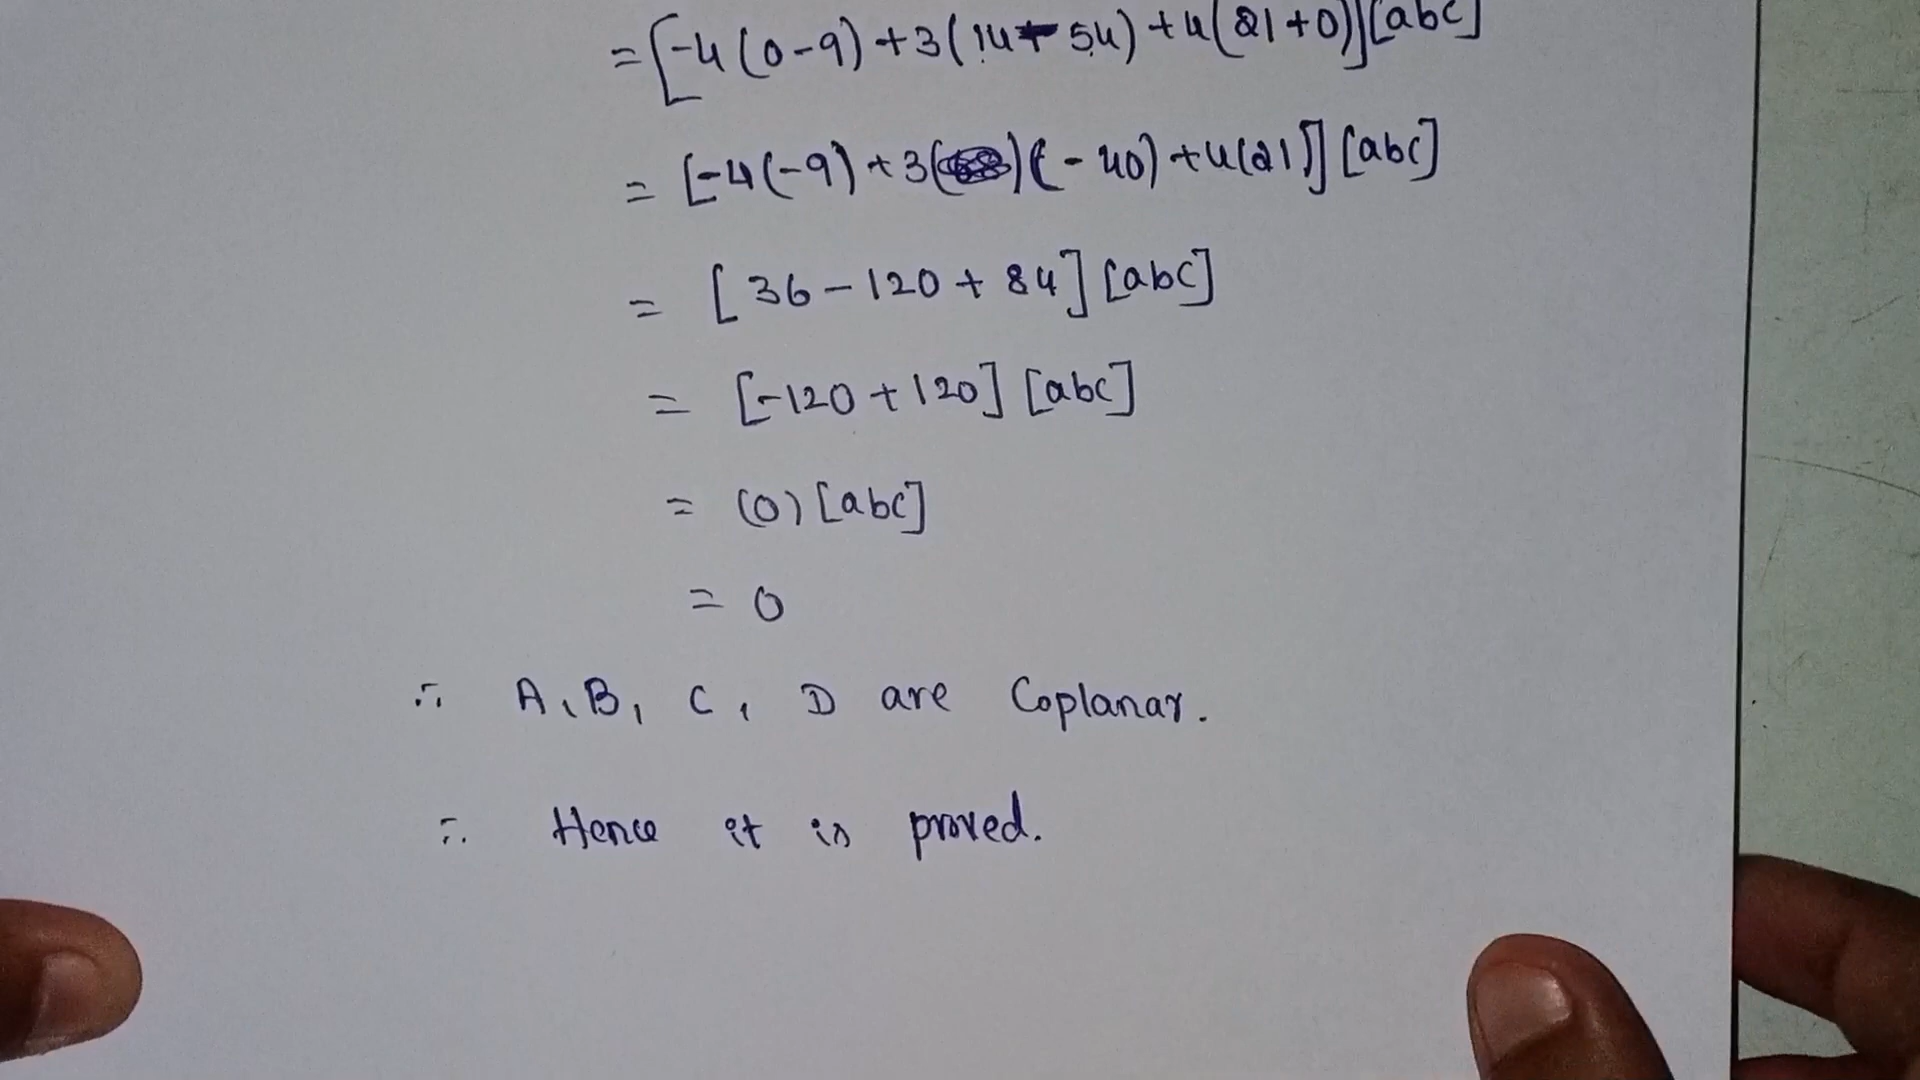 = [-4(0-9)+3(14-54)+4(21+0)][abc]
= [-4(-9)+3(-40)+4(21)][abc]
= [36-120+84][abc]
= [-120+120][abc]
= (0)[abc]
= 0
∴ A, B, C, D are Coplanar.
∴ Hence it is proved.